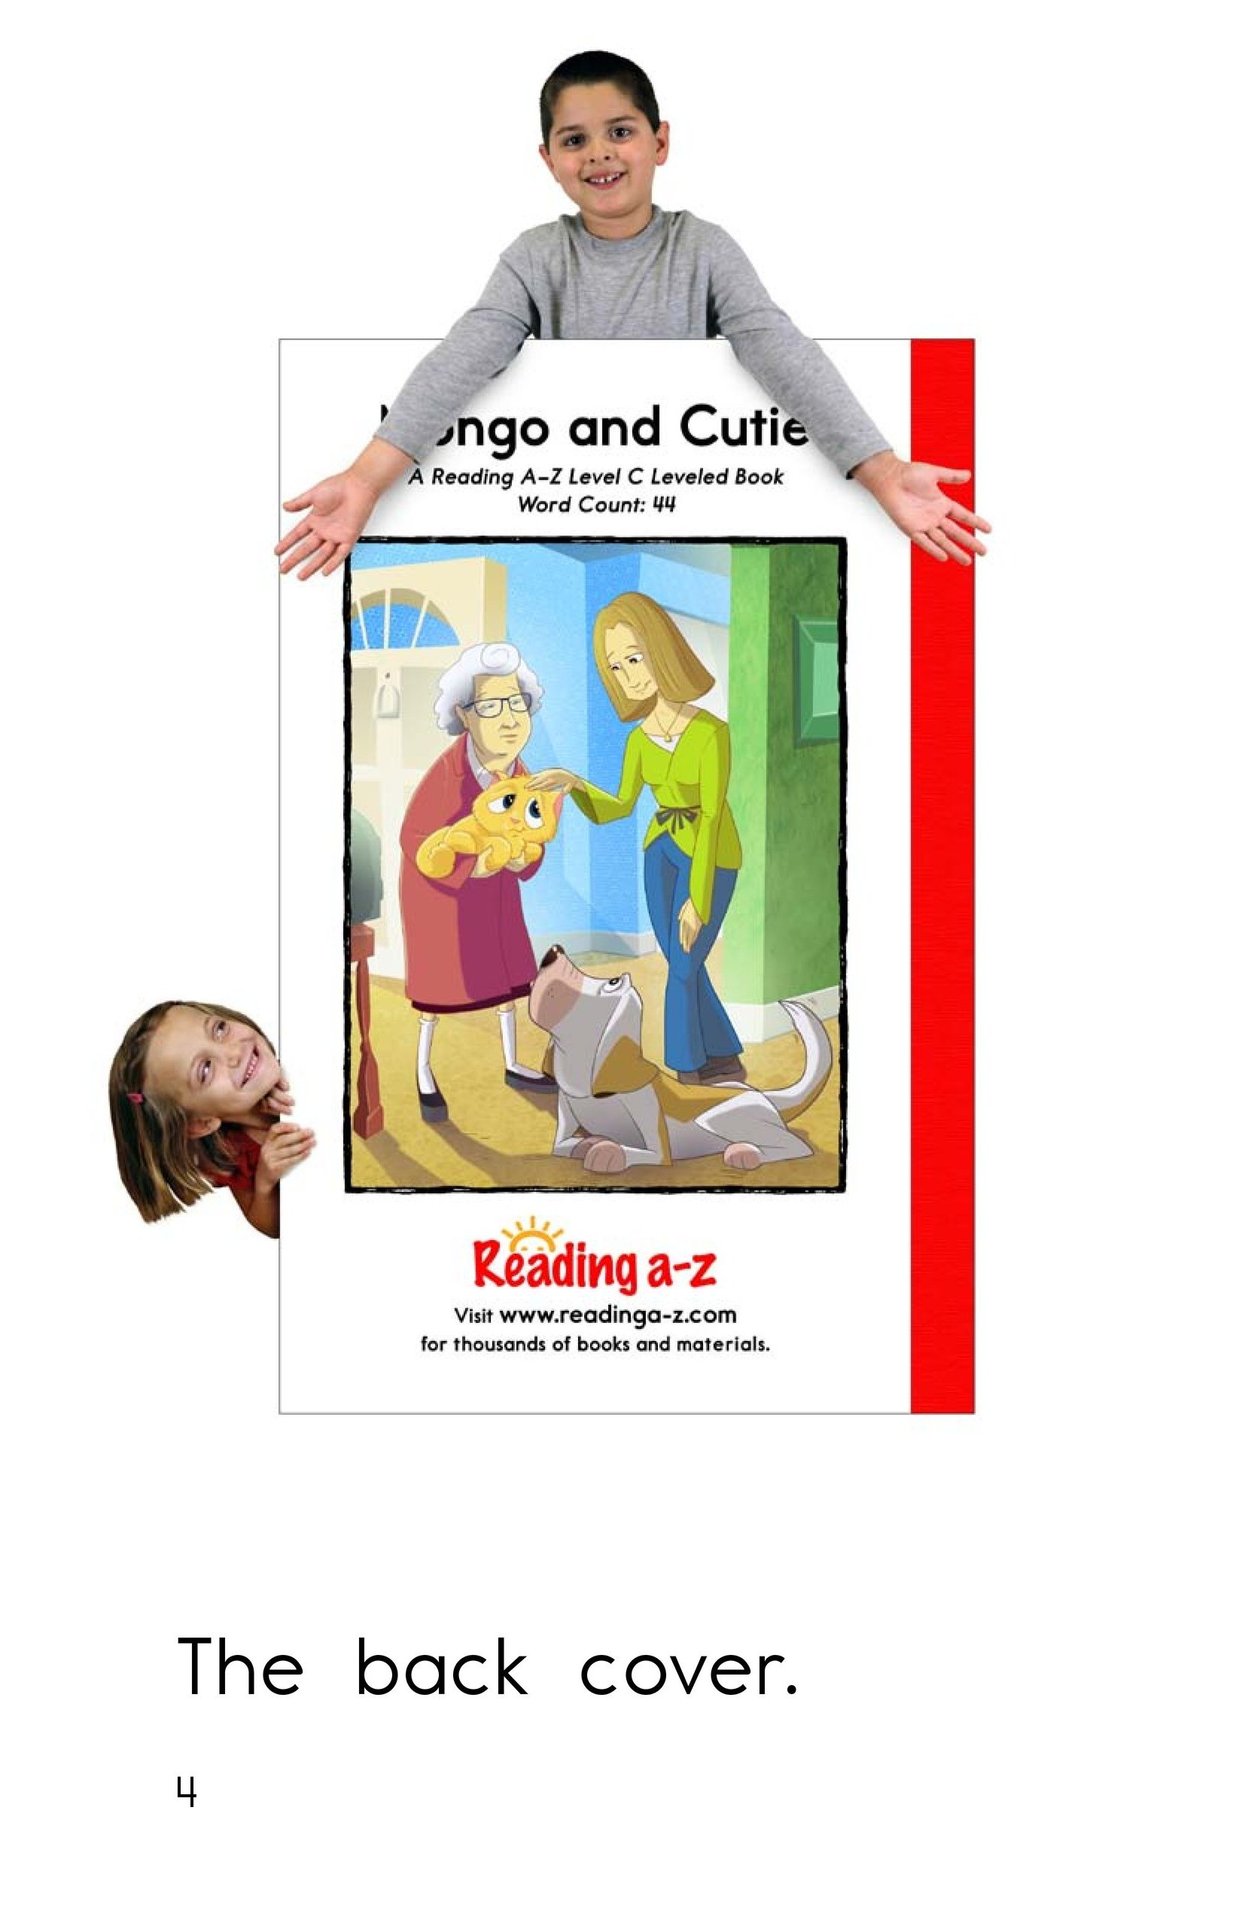 and Cutie
A Reading A–Z Level C Leveled Book
Word Count: 44
Reading a-z
Visit www.readinga-z.com
for thousands of books and materials.
The back cover.
4